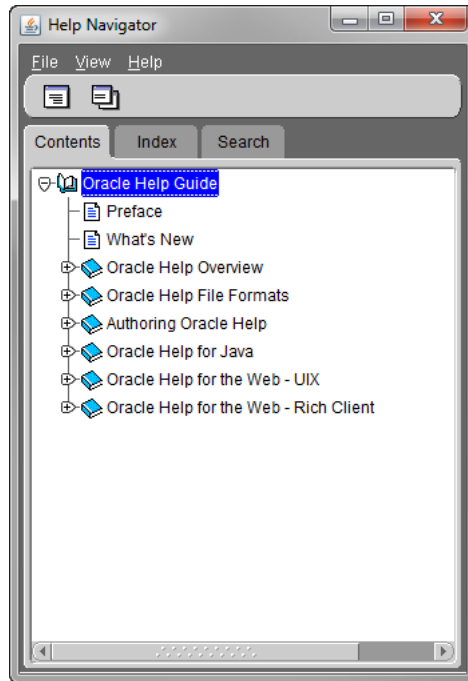 Help Navigator
File View Help
Contents Index Search
Oracle Help Guide
Preface
What's New
Oracle Help Overview
Oracle Help File Formats
Authoring Oracle Help
Oracle Help for Java
Oracle Help for the Web - UIX
Oracle Help for the Web - Rich Client